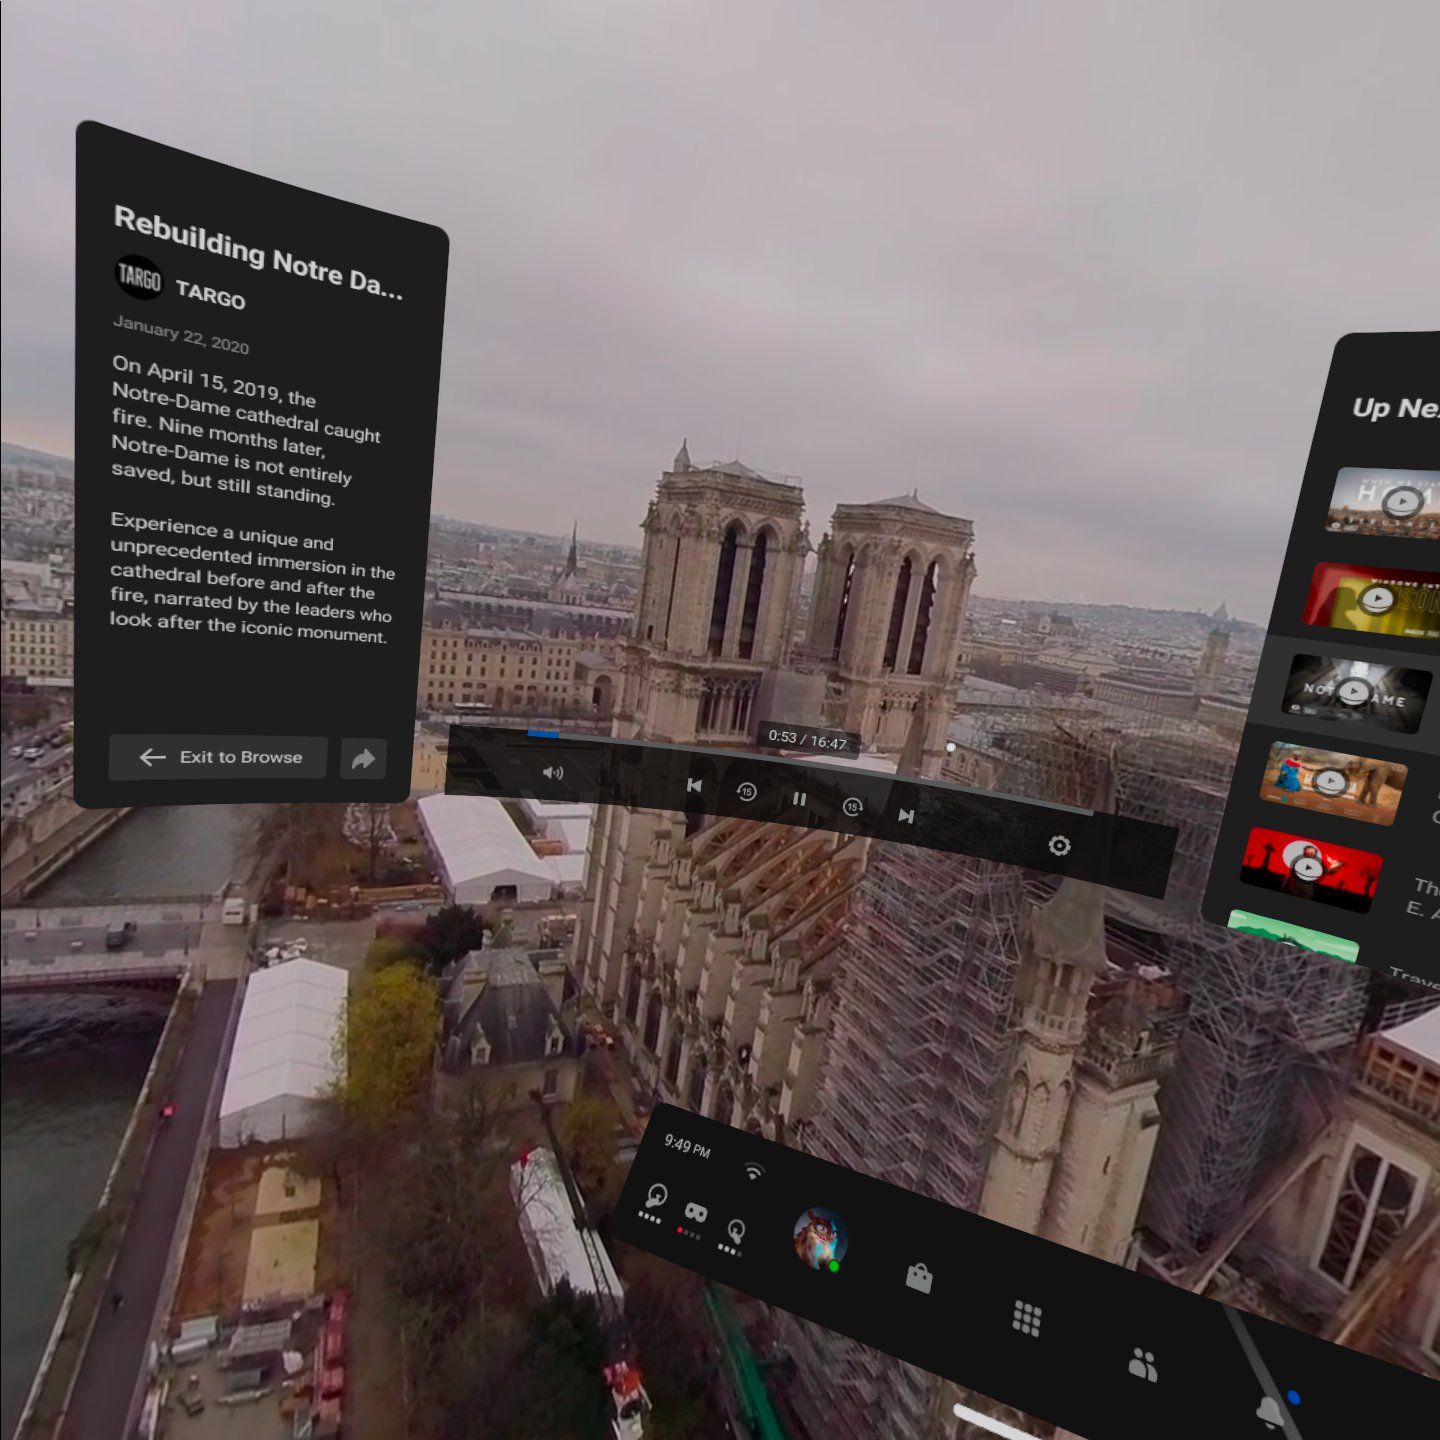 Rebuilding Notre Da...
TARGO
TARGO
January 22, 2020
On April 15, 2019, the
Notre-Dame cathedral caught
fire. Nine months later,
Notre-Dame is not entirely
saved, but still standing.
Experience a unique and
unprecedented immersion in the
cathedral before and after the
fire, narrated by the leaders who
look after the iconic monument.
Exit to Browse
0:53 / 16:47
15
15
Up Ne
9:49 PM